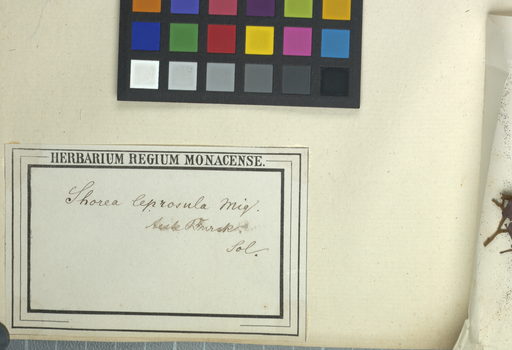 HERBARIUM REGIUM MONACENSE.
Shorea leprosula Miq.
Sol.